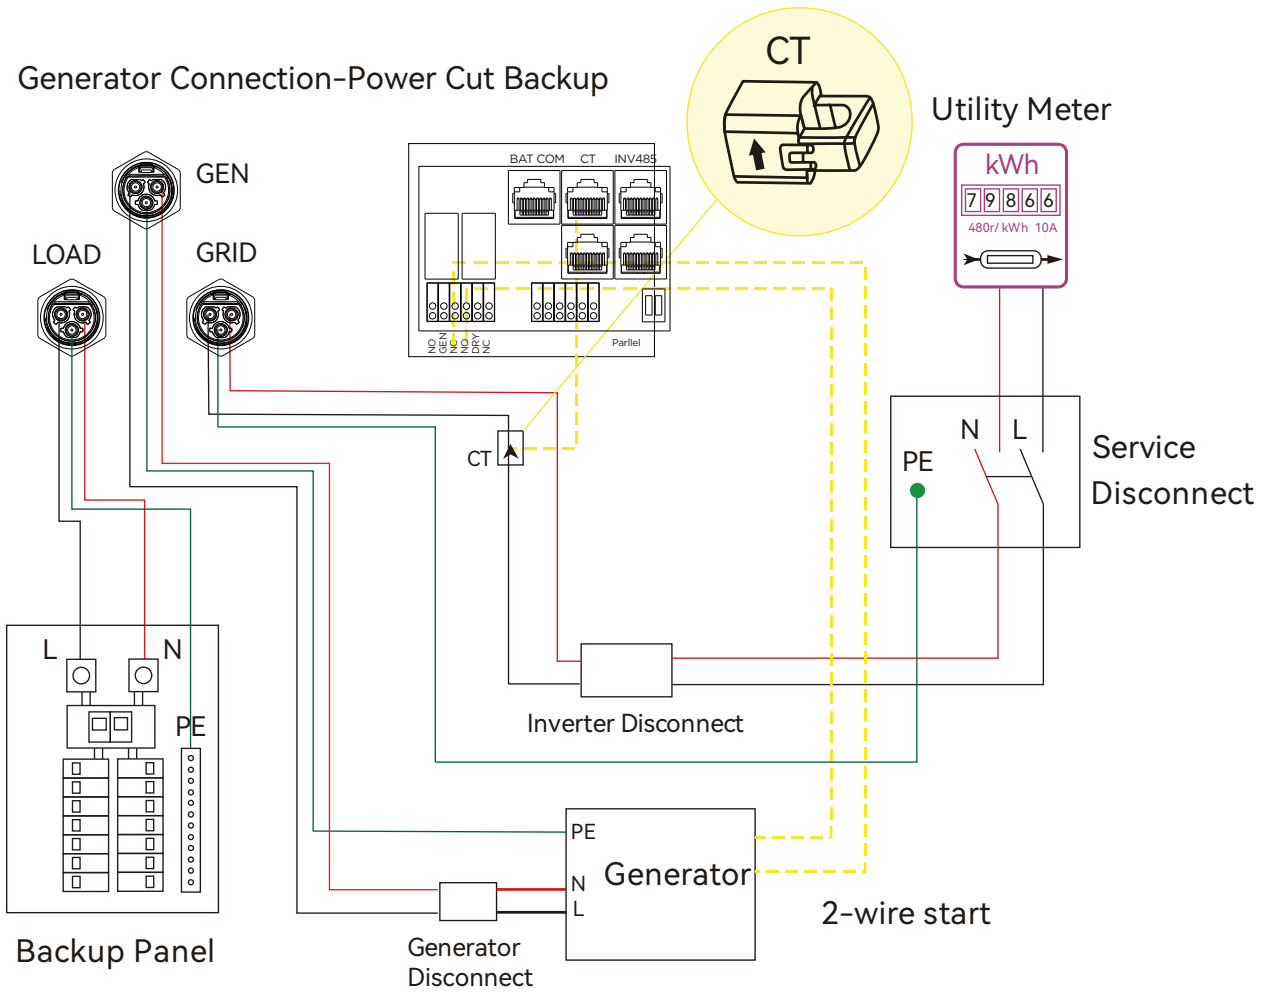 Generator Connection-Power Cut Backup
CT
Utility Meter
kWh
79866
480r/kWh 10A
GEN
LOAD
GRID
BAT COM CT INV485
NO
GEN
NC
NO
DRY
NC
Parllel
CT
N L
PE
Service
Disconnect
L N
PE
Inverter Disconnect
PE
Generator
N
L
2-wire start
Backup Panel
Generator
Disconnect